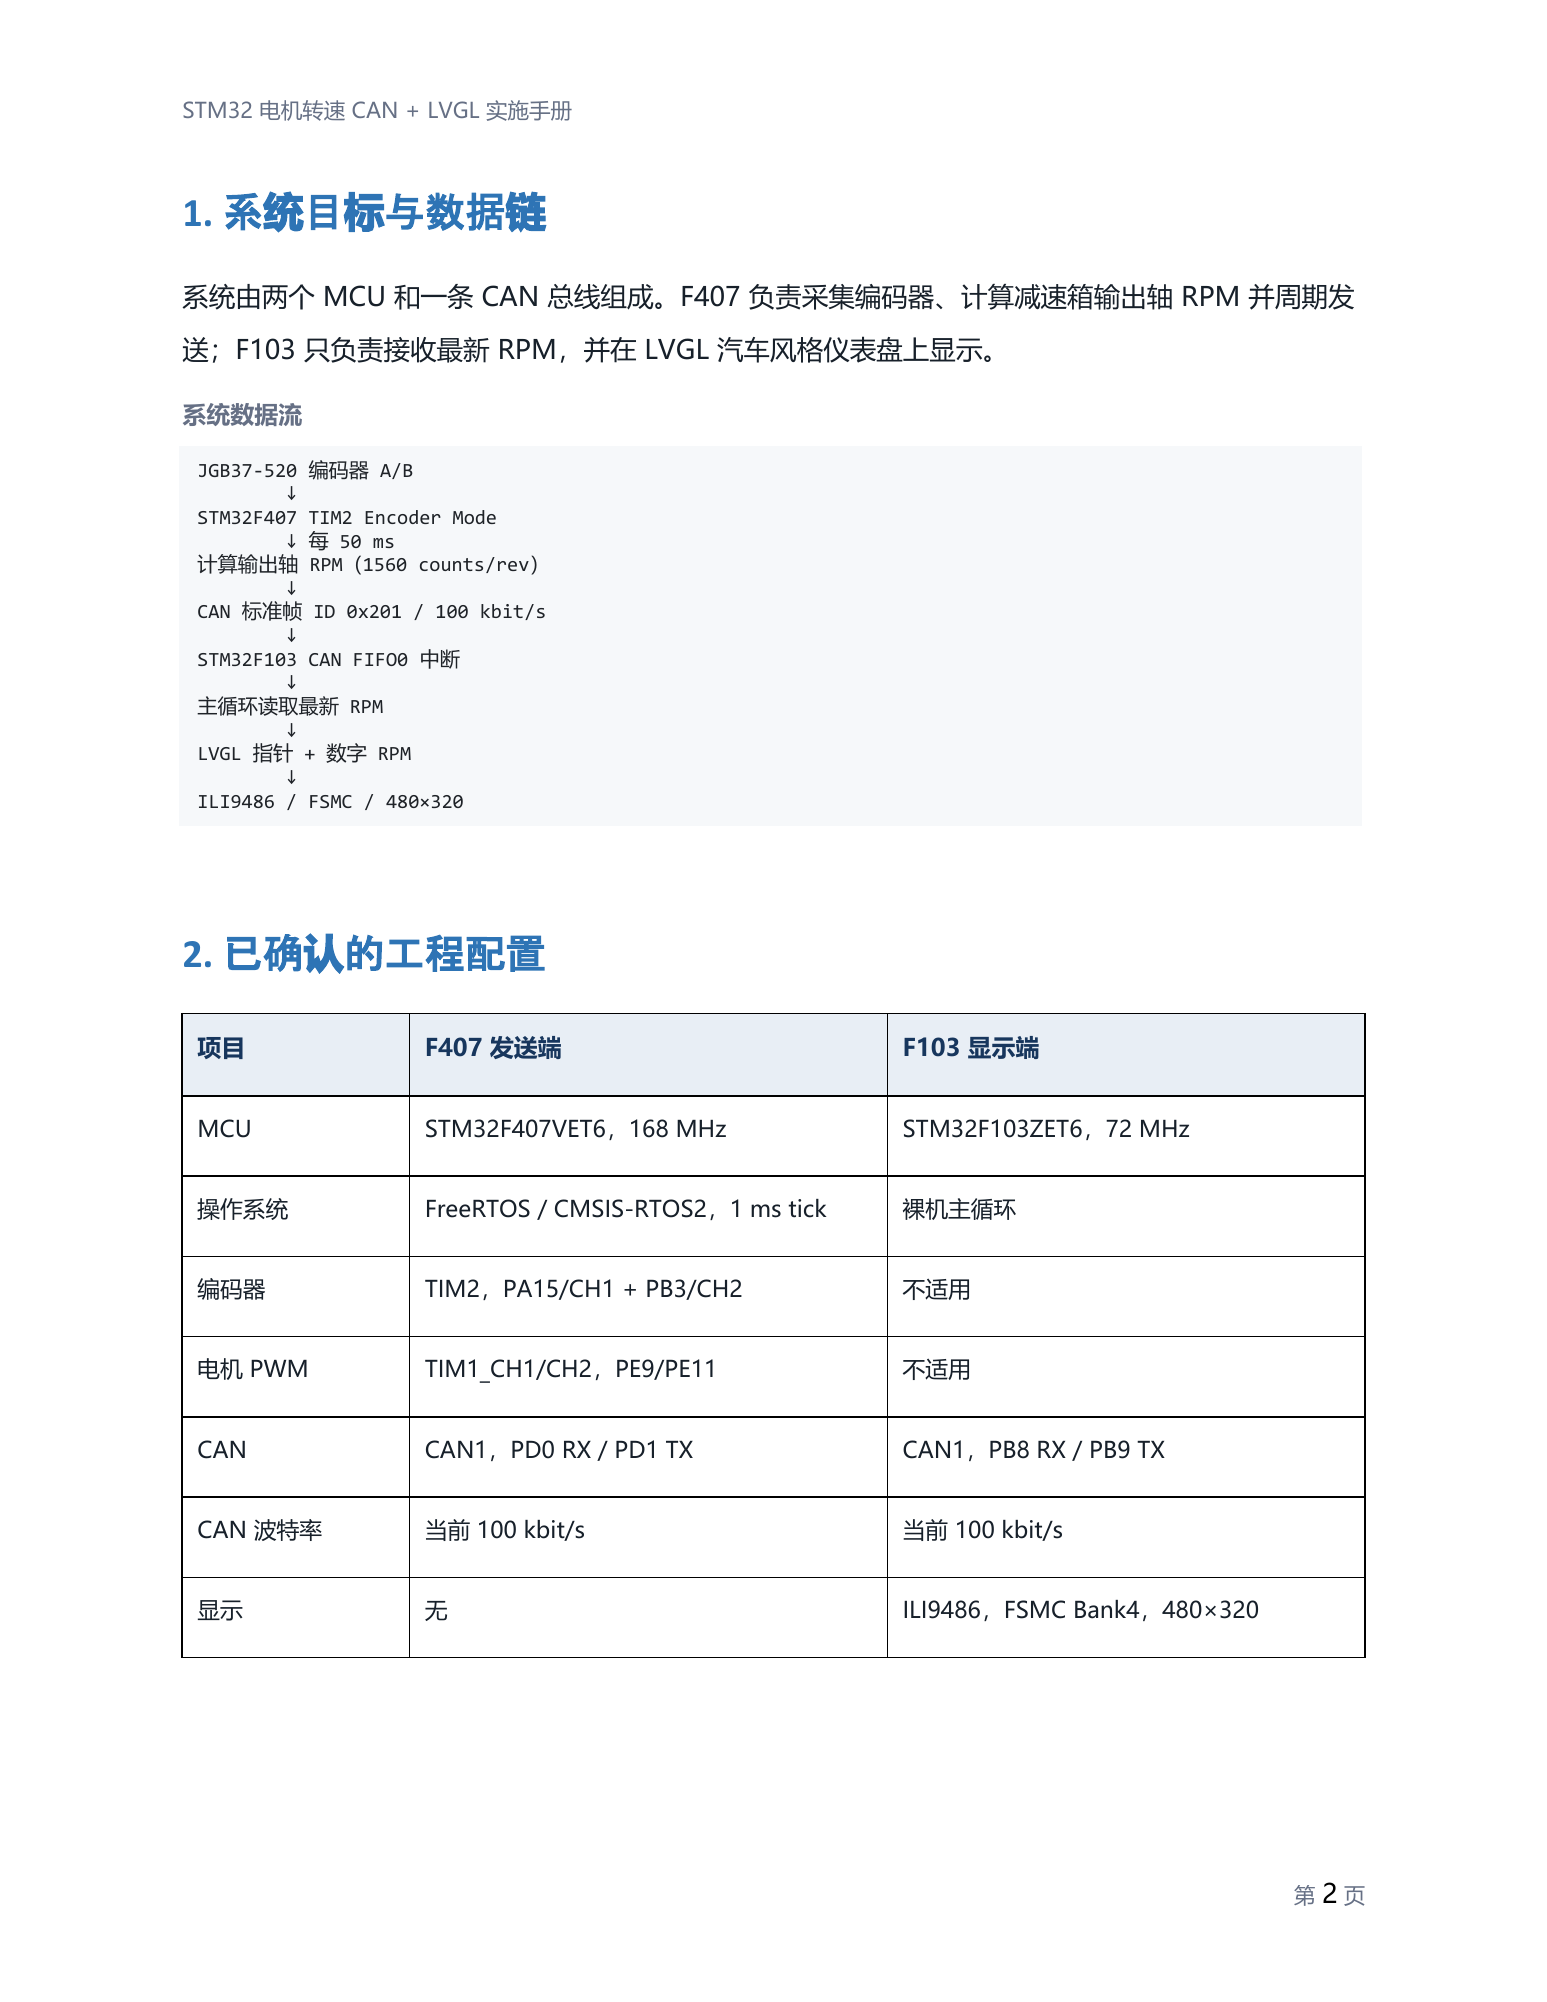 STM32 电机转速 CAN + LVGL 实施手册
1. 系统目标与数据链
系统由两个 MCU 和一条 CAN 总线组成。F407 负责采集编码器、计算减速箱输出轴 RPM 并周期发
送；F103 只负责接收最新 RPM，并在 LVGL 汽车风格仪表盘上显示。
系统数据流
JGB37-520 编码器 A/B
↓
STM32F407 TIM2 Encoder Mode
↓ 每 50 ms
计算输出轴 RPM（1560 counts/rev）
↓
CAN 标准帧 ID 0x201 / 100 kbit/s
↓
STM32F103 CAN FIFO0 中断
↓
主循环读取最新 RPM
↓
LVGL 指针 + 数字 RPM
↓
ILI9486 / FSMC / 480×320
2. 已确认的工程配置
项目 F407 发送端 F103 显示端
MCU STM32F407VET6，168 MHz STM32F103ZET6，72 MHz
操作系统 FreeRTOS / CMSIS-RTOS2，1 ms tick 裸机主循环
编码器 TIM2，PA15/CH1 + PB3/CH2 不适用
电机 PWM TIM1_CH1/CH2，PE9/PE11 不适用
CAN CAN1，PD0 RX / PD1 TX CAN1，PB8 RX / PB9 TX
CAN 波特率 当前 100 kbit/s 当前 100 kbit/s
显示 无 ILI9486，FSMC Bank4，480×320
第 2 页